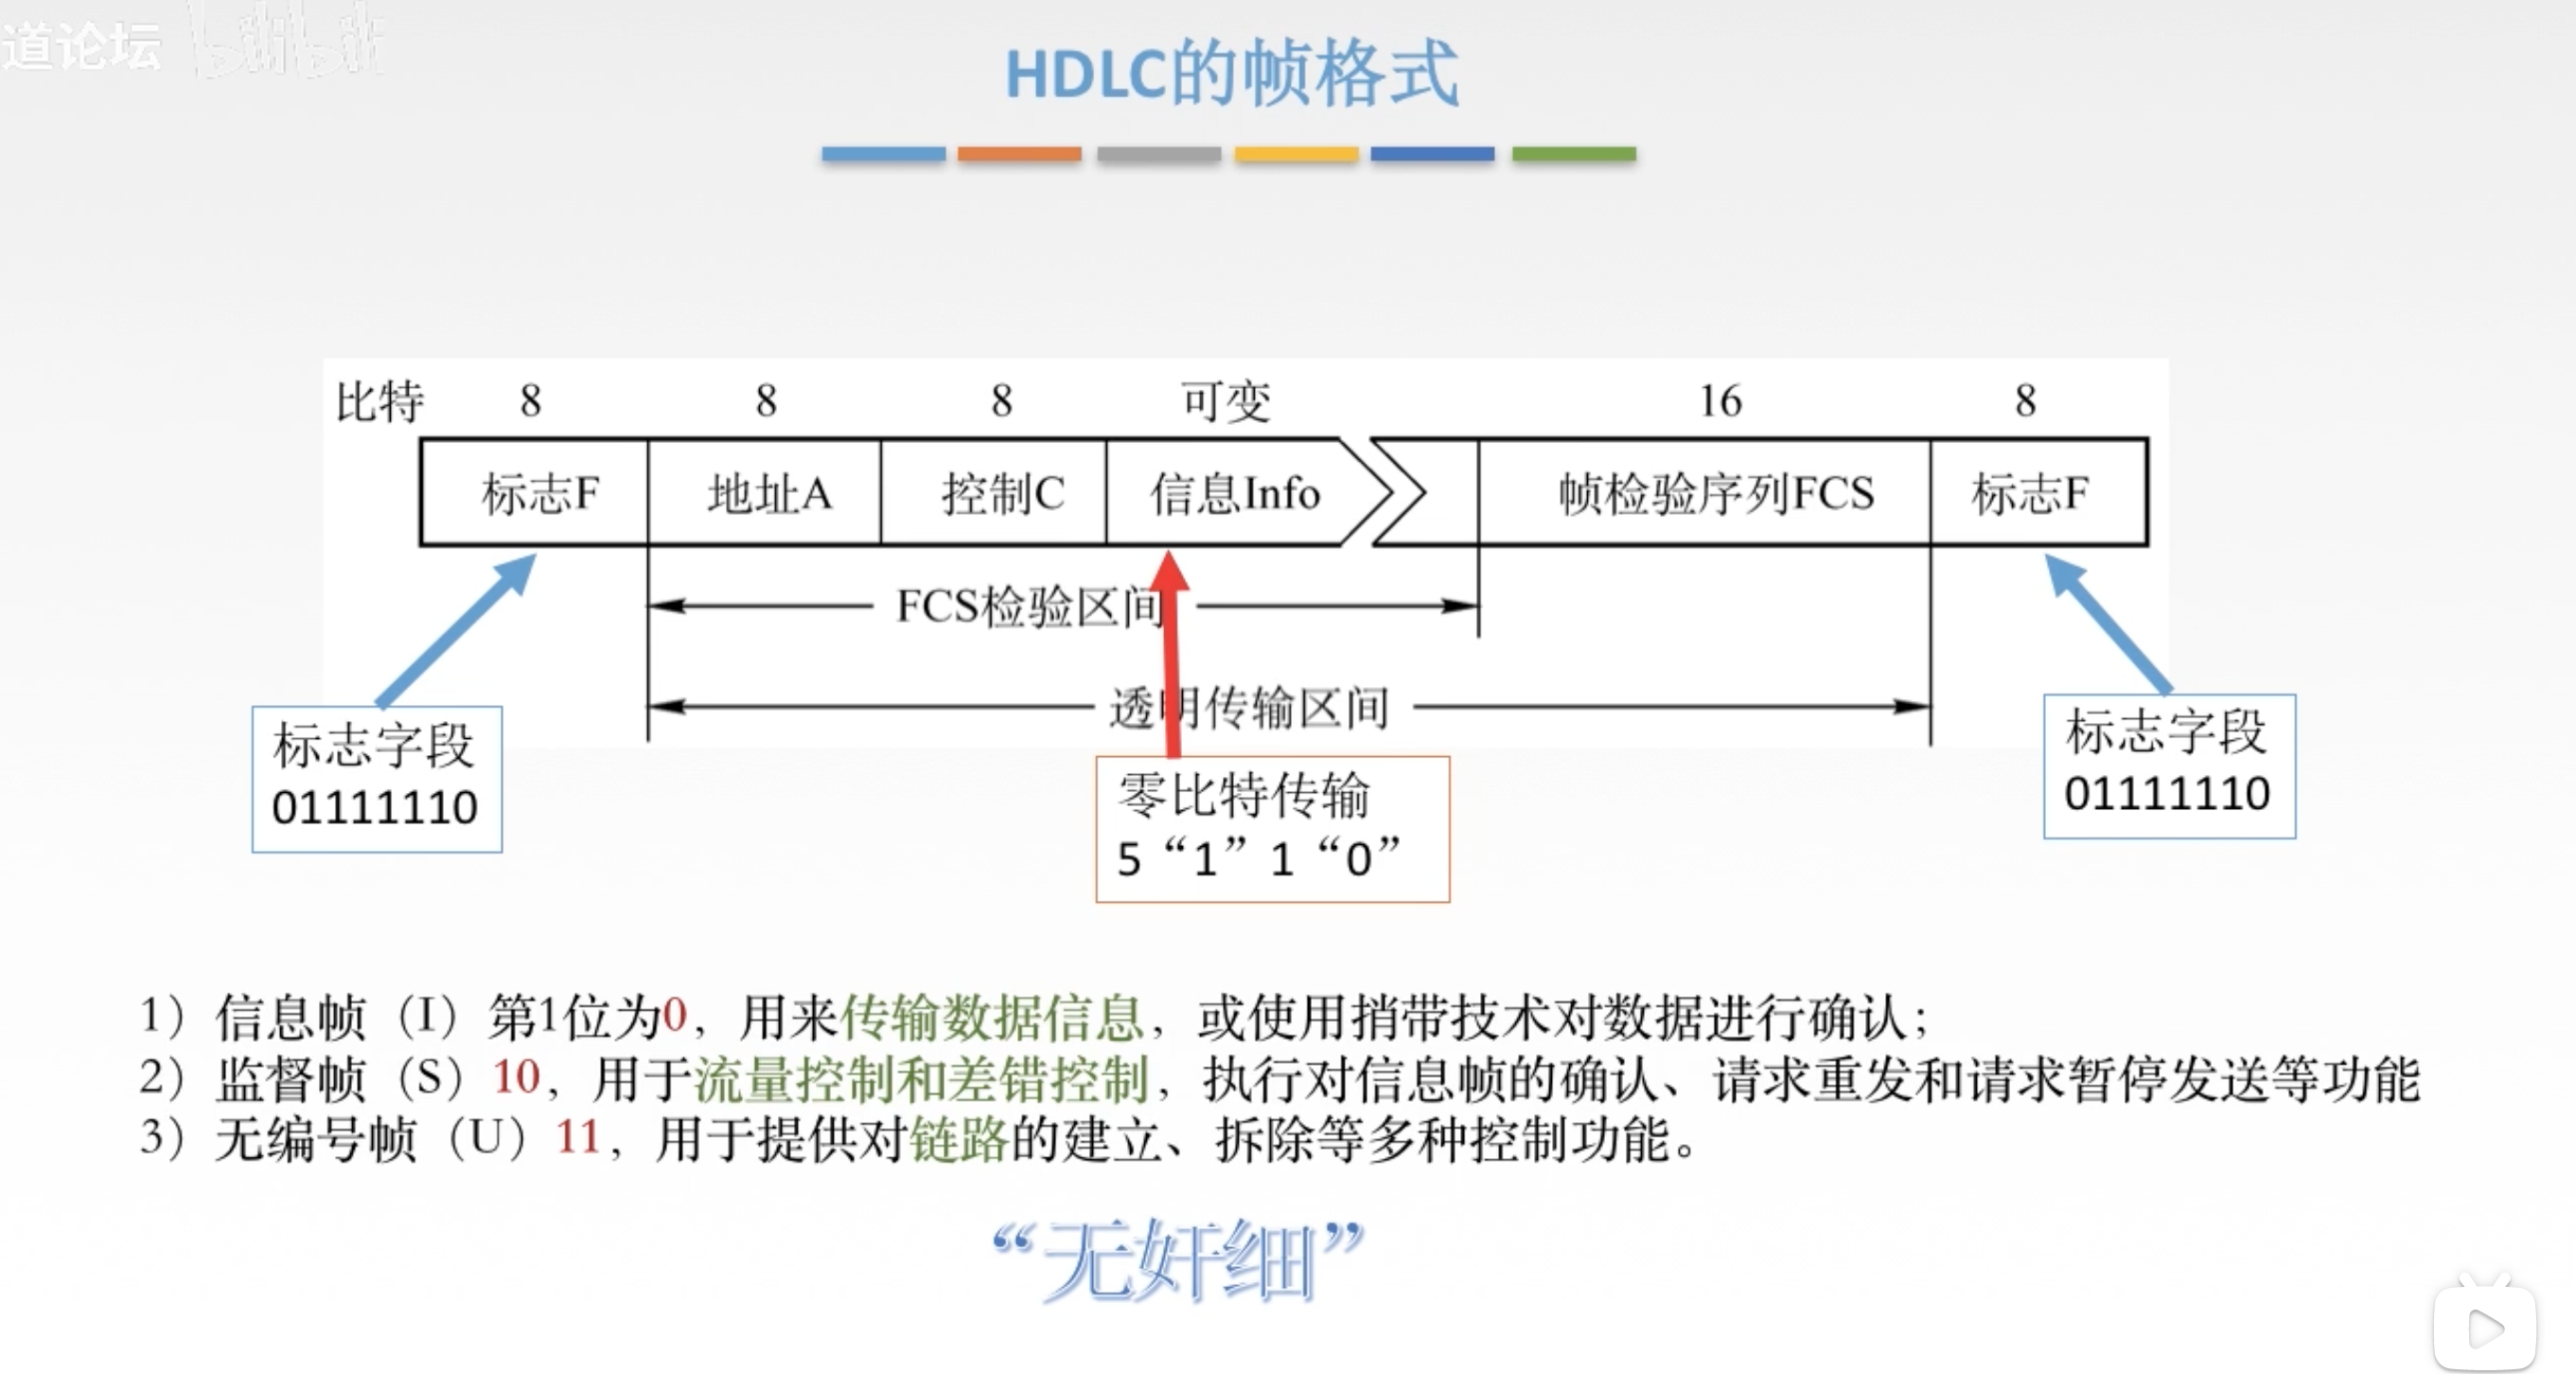 道论坛 bilibili
HDLC的帧格式
比特 8 8 8 可变 16 8
标志F 地址A 控制C 信息Info 帧检验序列FCS 标志F
FCS检验区间
透明传输区间
标志字段
01111110
零比特传输
5“1”1“0”
标志字段
01111110
1）信息帧（I）第1位为0，用来传输数据信息，或使用捎带技术对数据进行确认；
2）监督帧（S）10，用于流量控制和差错控制，执行对信息帧的确认、请求重发和请求暂停发送等功能
3）无编号帧（U）11，用于提供对链路的建立、拆除等多种控制功能。
“无奸细”